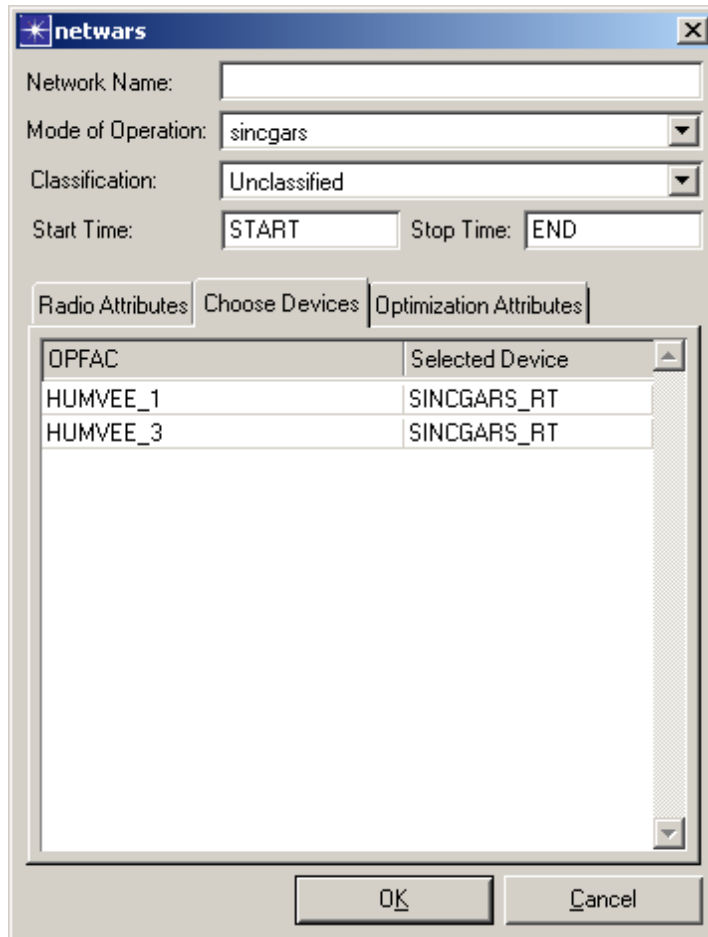 netwars
Network Name:
Mode of Operation: sincgars
Classification: Unclassified
Start Time: START Stop Time: END
Radio Attributes Choose Devices Optimization Attributes
OPFAC Selected Device
HUMVEE_1 SINCGARS_RT
HUMVEE_3 SINCGARS_RT
OK Cancel